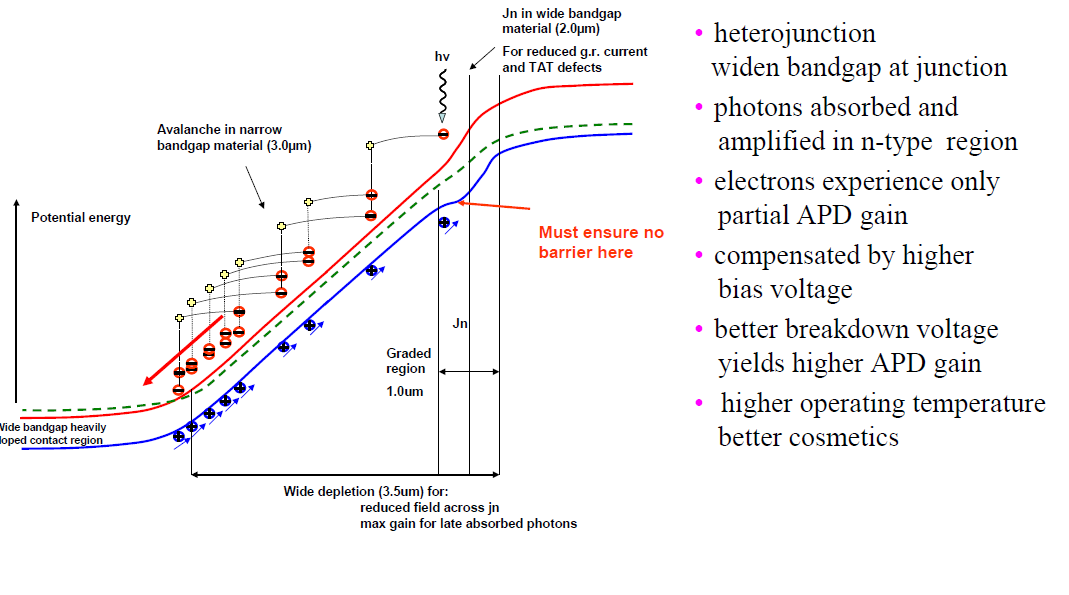 Jn in wide bandgap
material (2.0µm)
For reduced g.r. current
and TAT defects
hv
Avalanche in narrow
bandgap material (3.0µm)
Potential energy
Must ensure no
barrier here
Jn
Graded
region
1.0um
Wide bandgap heavily
loped contact region
Wide depletion (3.5um) for:
reduced field across jn
max gain for late absorbed photons
• heterojunction
widen bandgap at junction
• photons absorbed and
amplified in n-type region
• electrons experience only
partial APD gain
• compensated by higher
bias voltage
• better breakdown voltage
yields higher APD gain
• higher operating temperature
better cosmetics